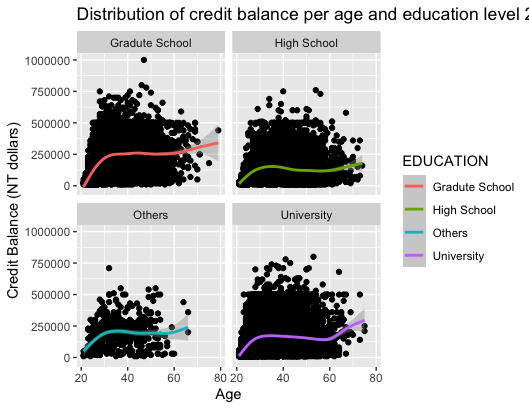 Distribution of credit balance per age and education level 2
Gradute School
High School
1000000
750000
500000
250000
0
Others
University
1000000
750000
500000
250000
0
20 40 60 80 20 40 60 80
Age
Credit Balance (NT dollars)
EDUCATION
Gradute School
High School
Others
University